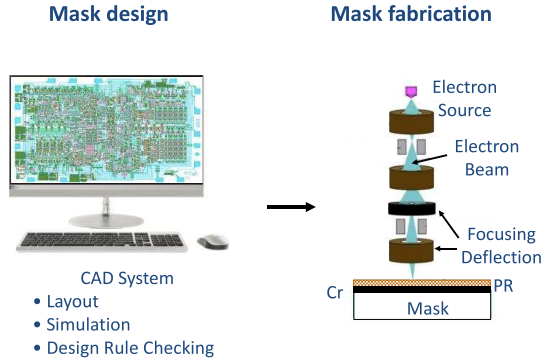 Mask design
Mask fabrication
CAD System
• Layout
• Simulation
• Design Rule Checking
Electron
Source
Electron
Beam
Focusing
Deflection
PR
Cr
Mask